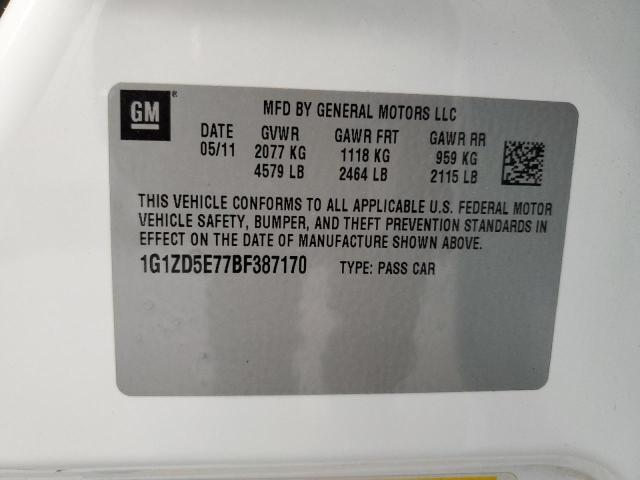 GM®
MFD BY GENERAL MOTORS LLC
DATE GVWR GAWR FRT GAWR RR
05/11 2077 KG 1118 KG 959 KG
4579 LB 2464 LB 2115 LB
THIS VEHICLE CONFORMS TO ALL APPLICABLE U.S. FEDERAL MOTOR
VEHICLE SAFETY, BUMPER, AND THEFT PREVENTION STANDARDS IN
EFFECT ON THE DATE OF MANUFACTURE SHOWN ABOVE.
1G1ZD5E77BF387170 TYPE: PASS CAR